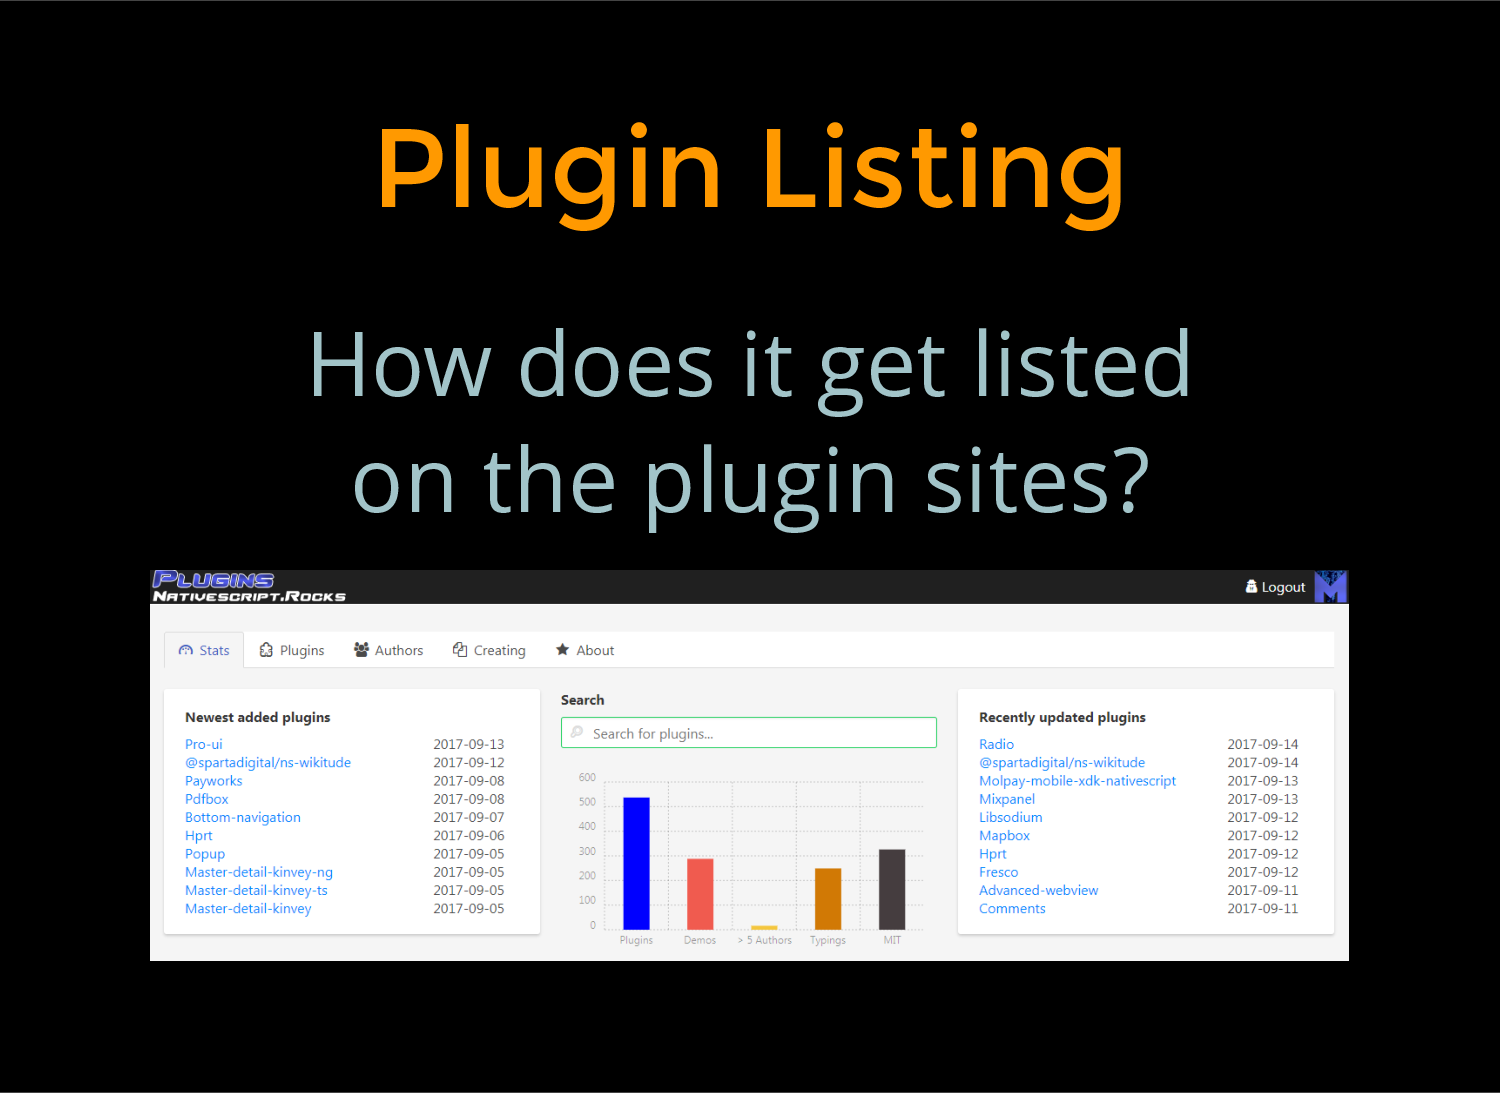 Plugin Listing
How does it get listed
on the plugin sites?
Plugins
Nativescript.Rocks
Logout
Stats
Plugins
Authors
Creating
About
Newest added plugins
Pro-ui 2017-09-13
@spartadigital/ns-wikitude 2017-09-12
Payworks 2017-09-08
Pdfbox 2017-09-08
Bottom-navigation 2017-09-07
Hprt 2017-09-06
Popup 2017-09-05
Master-detail-kinvey-ng 2017-09-05
Master-detail-kinvey-ts 2017-09-05
Master-detail-kinvey 2017-09-05
Search
Search for plugins...
600
500
400
300
200
100
0
Plugins
Demos
> 5 Authors
Typings
MIT
Recently updated plugins
Radio 2017-09-14
@spartadigital/ns-wikitude 2017-09-14
Molpay-mobile-xdk-nativescript 2017-09-13
Mixpanel 2017-09-13
Libsodium 2017-09-12
Mapbox 2017-09-12
Hprt 2017-09-12
Fresco 2017-09-12
Advanced-webview 2017-09-11
Comments 2017-09-11